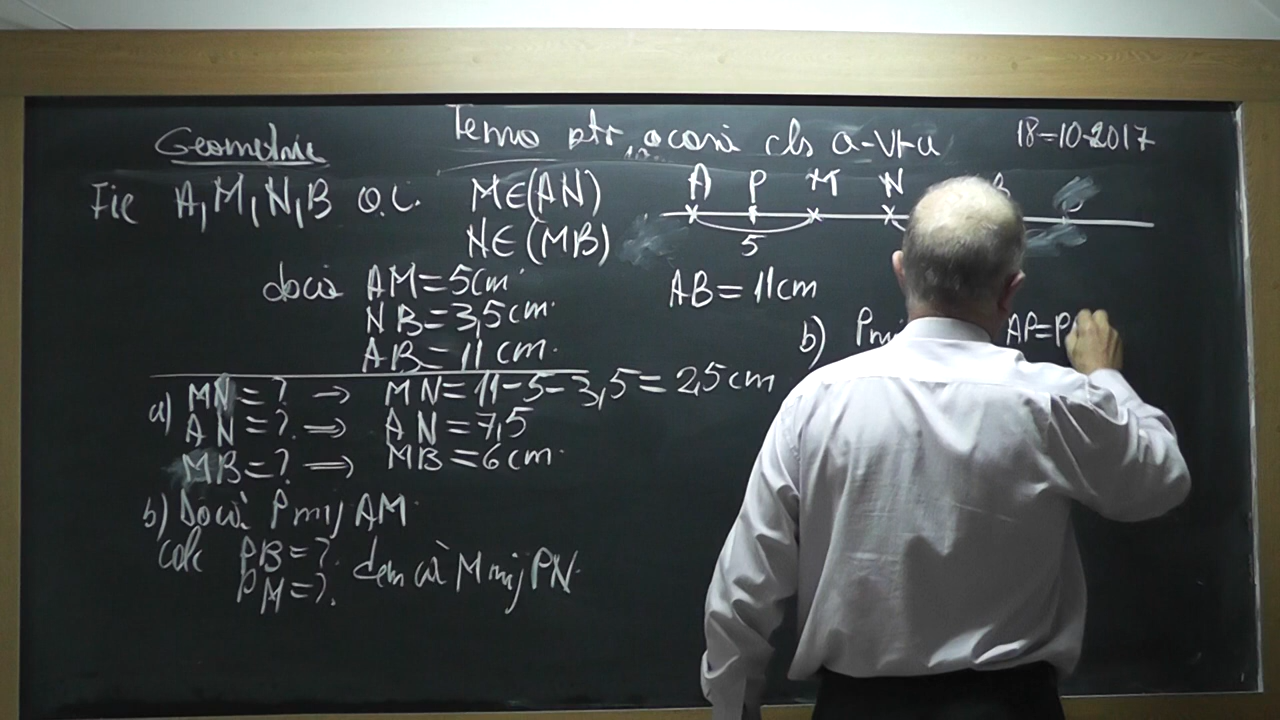 Geometrie
Tema ptr. acasă cls a-VI-a
18-10-2017
Fie A, M, N, B o.c. M∈(AN)
N∈(MB)
dacă AM=5cm
NB=3,5cm.
AB=11cm.
a) MN=? → MN=11-5-3,5=2,5cm
AN=? ⇒ AN=7,5
MB=? ⇒ MB=6cm.
b) Dacă P mij AM.
calc PB=?
PM=?. dem că M mij PN.
A P M N B
5
AB=11cm
b) P mij AP=P